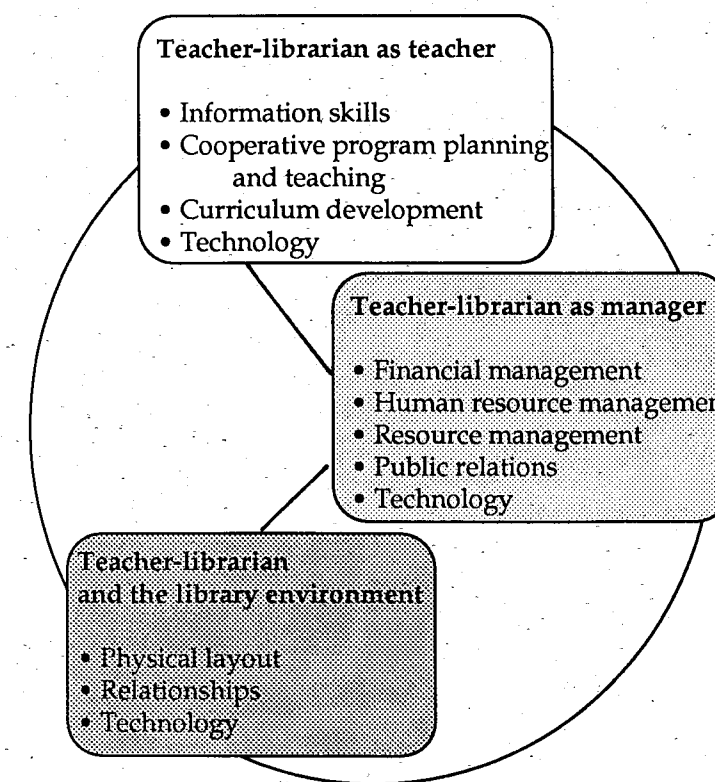 Teacher-librarian as teacher
• Information skills
• Cooperative program planning
and teaching
• Curriculum development
• Technology
Teacher-librarian as manager
• Financial management
• Human resource management
• Resource management
• Public relations
• Technology
Teacher-librarian
and the library environment
• Physical layout
• Relationships
• Technology